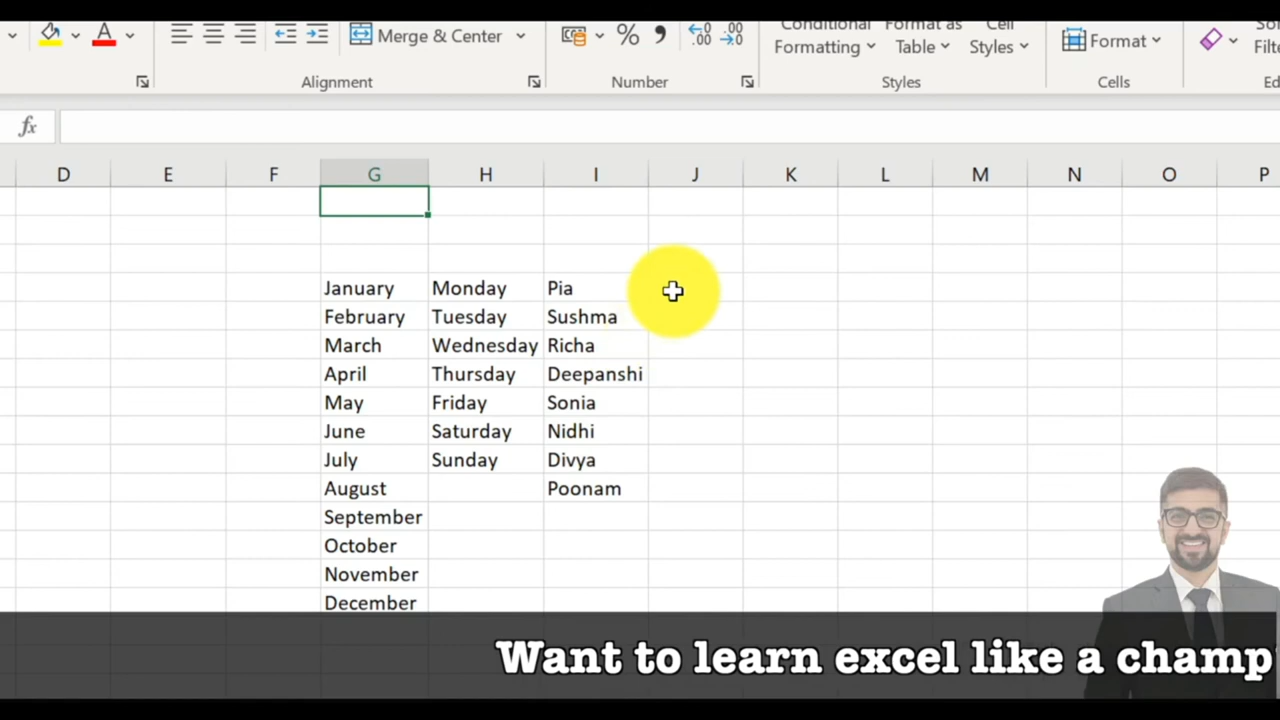 Conditional Format as Cell
Merge & Center % , .00 .00 Formatting Table Styles Format
Alignment Number Styles Cells
fx
D E F G H I J K L M N O P
January Monday Pia
February Tuesday Sushma
March Wednesday Richa
April Thursday Deepanshi
May Friday Sonia
June Saturday Nidhi
July Sunday Divya
August Poonam
September
October
November
December
Want to learn excel like a champ